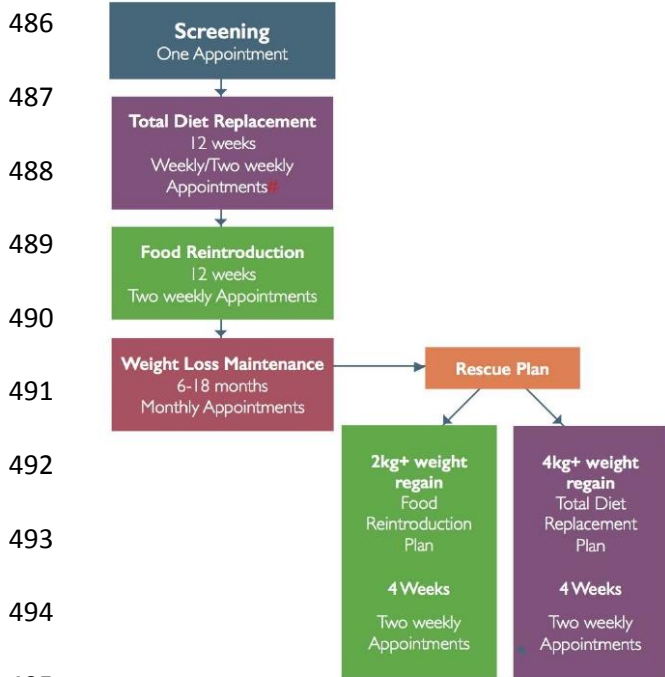 486
Screening
One Appointment
487
Total Diet Replacement
12 weeks
488
Weekly/Two weekly
Appointments#
489
Food Reintroduction
12 weeks
Two weekly Appointments
490
Weight Loss Maintenance
6-18 months
Monthly Appointments
491
Rescue Plan
492
2kg+ weight
regain
Food
Reintroduction
Plan
4 Weeks
Two weekly
Appointments
4kg+ weight
regain
Total Diet
Replacement
Plan
4 Weeks
Two weekly
Appointments
493
494